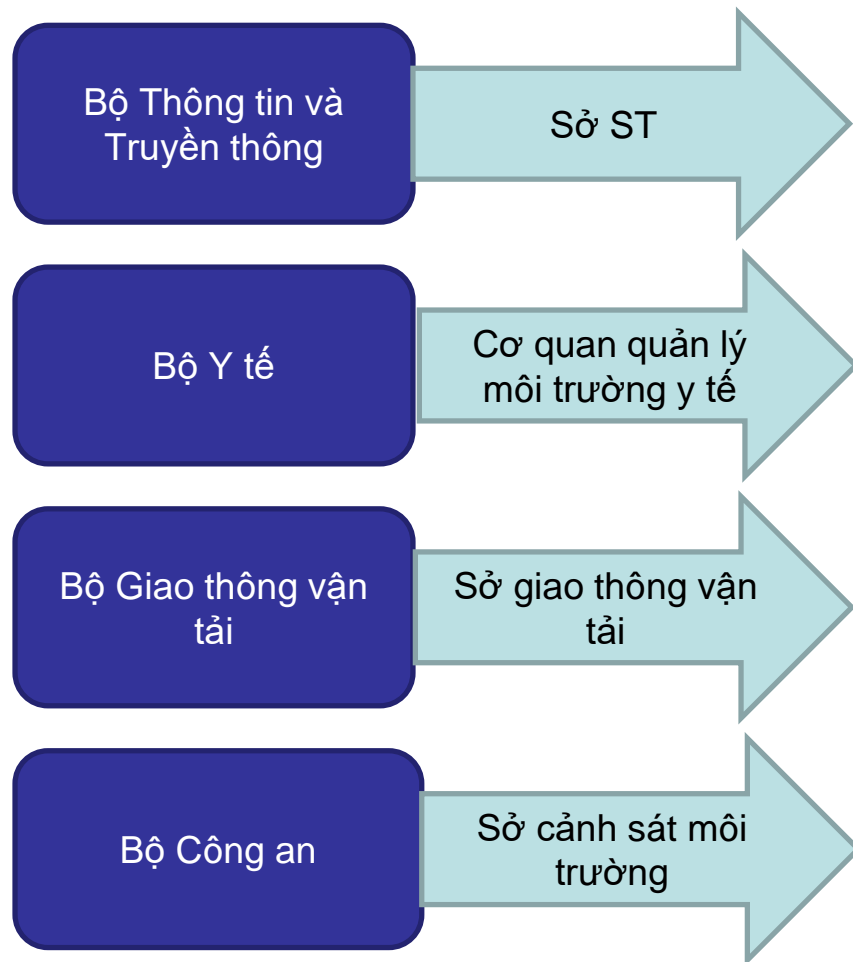 Bộ Thông tin và
Truyền thông
Sở ST
Bộ Y tế
Cơ quan quản lý
môi trường y tế
Bộ Giao thông vận
tải
Sở giao thông vận
tải
Bộ Công an
Sở cảnh sát môi
trường